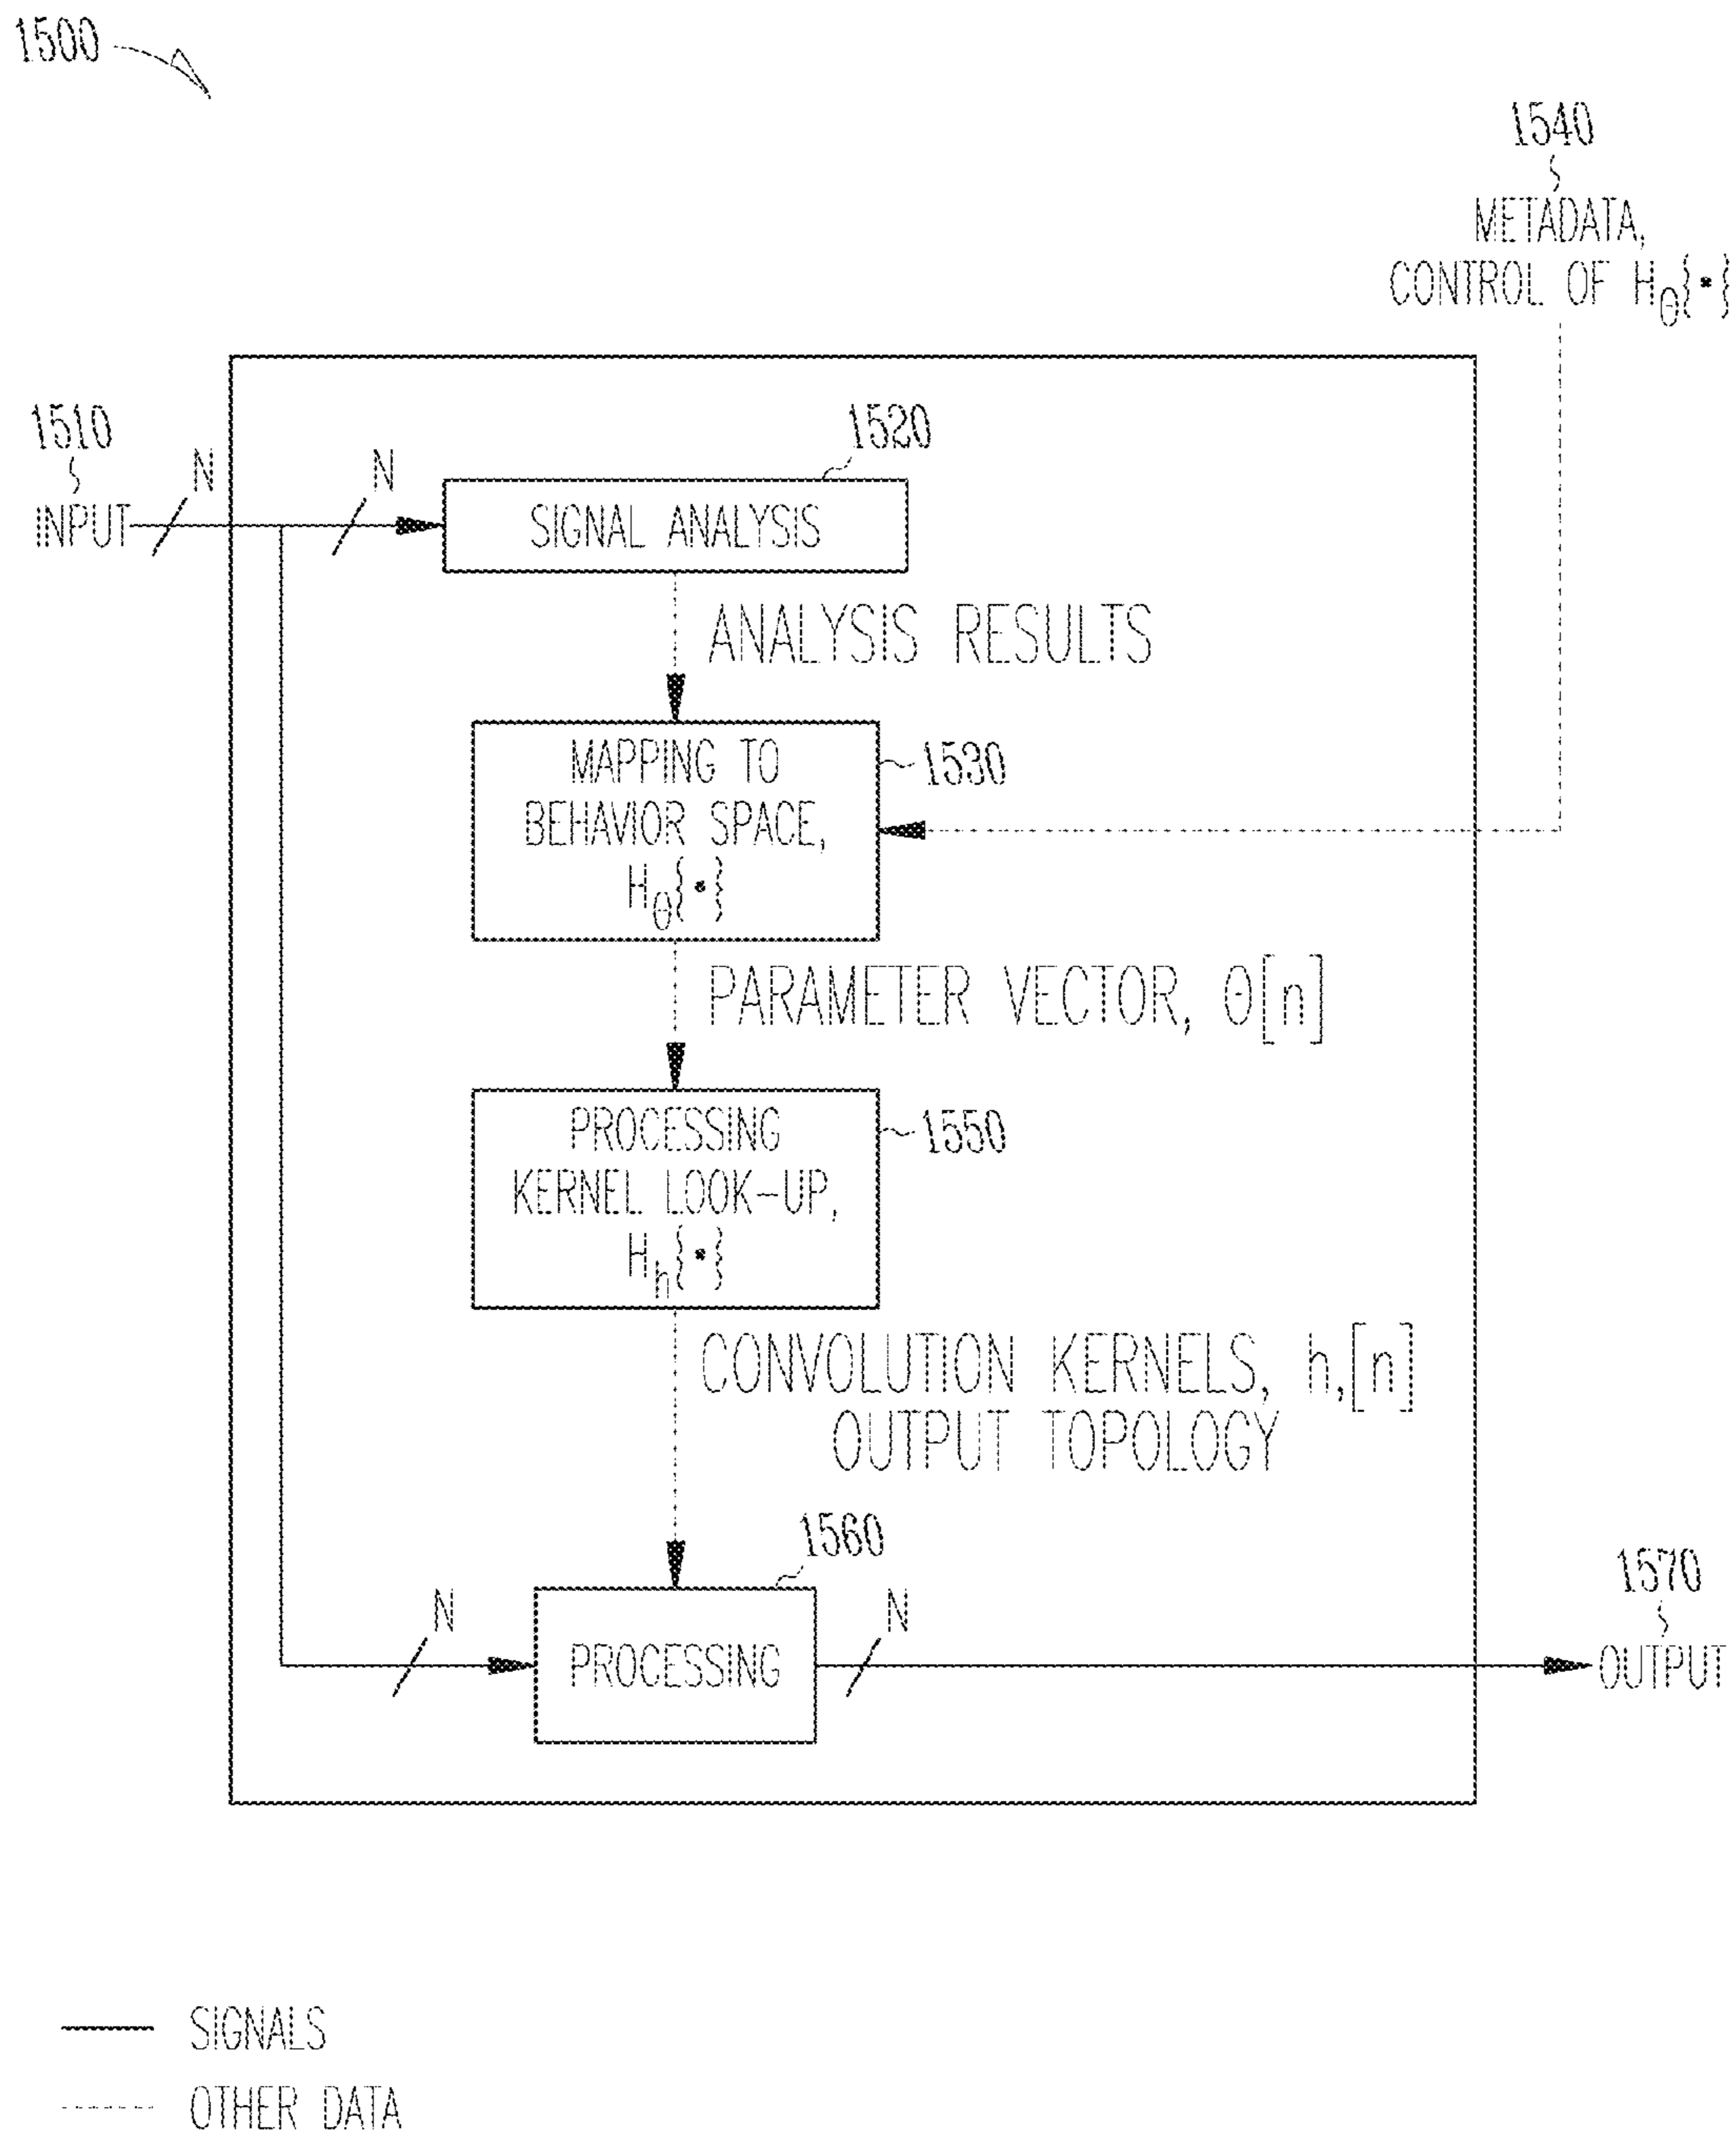 1500
1540
METADATA,
CONTROL OF Hθ{•}
1510
N
N
1520
INPUT
SIGNAL ANALYSIS
ANALYSIS RESULTS
MAPPING TO
BEHAVIOR SPACE,
Hθ{•}
1530
PARAMETER VECTOR, Θ[n]
PROCESSING
KERNEL LOOK-UP,
Hh{•}
1550
CONVOLUTION KERNELS, h,[n]
OUTPUT TOPOLOGY
1560
N
N
1570
PROCESSING
OUTPUT
SIGNALS
OTHER DATA